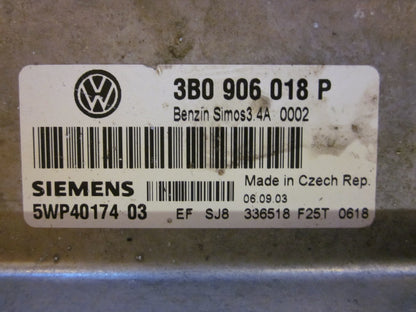 3B0 906 018 P
Benzin Simos3.4A 0002
SIEMENS
Made in Czech Rep.
06.09.03
5WP40174 03 EF SJ8 336518 F25T 0618